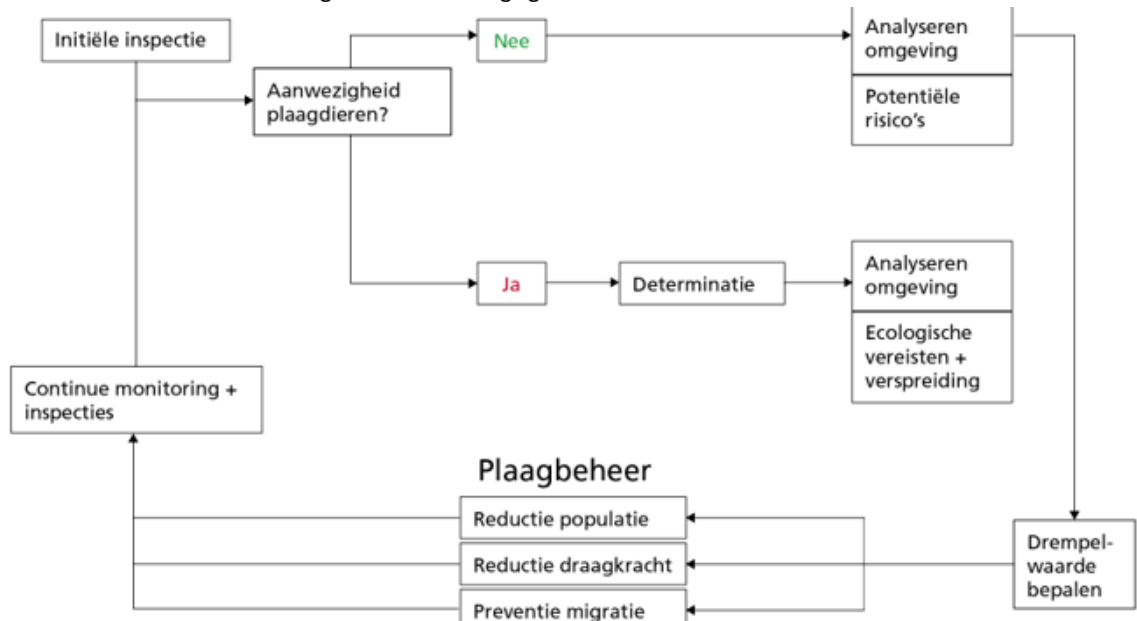 Initiële inspectie
Nee
Analyseren
omgeving
Potentiële
risico's
Aanwezigheid
plaagdieren?
Ja
Determinatie
Analyseren
omgeving
Ecologische
vereisten +
verspreiding
Continue monitoring +
inspecties
Plaagbeheer
Reductie populatie
Reductie draagkracht
Preventie migratie
Drempel-
waarde
bepalen